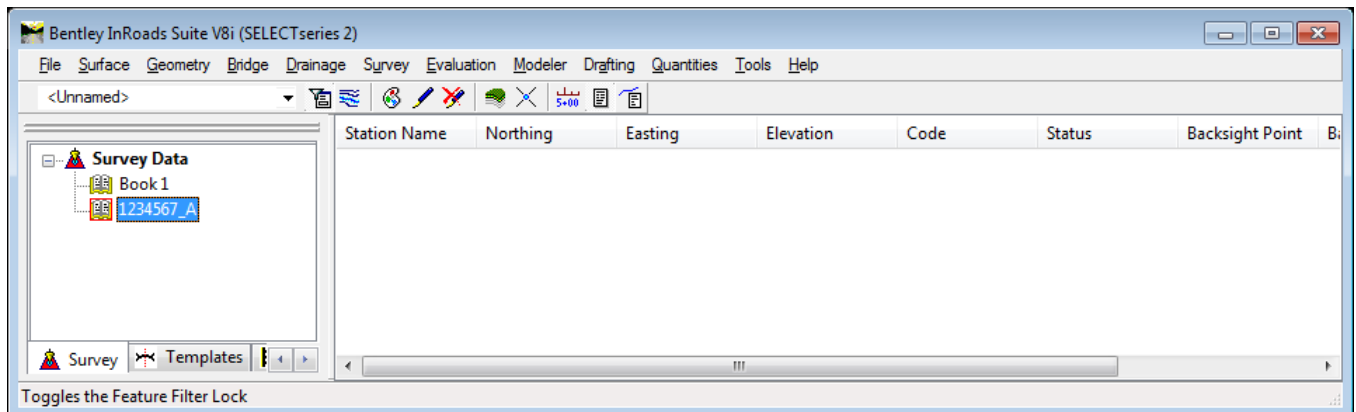 Bentley InRoads Suite V8i (SELECTseries 2)
File Surface Geometry Bridge Drainage Survey Evaluation Modeler Drafting Quantities Tools Help
<Unnamed> 5+00
Station Name Northing Easting Elevation Code Status Backsight Point
Survey Data
Book 1
1234567_A
Survey Templates
Toggles the Feature Filter Lock